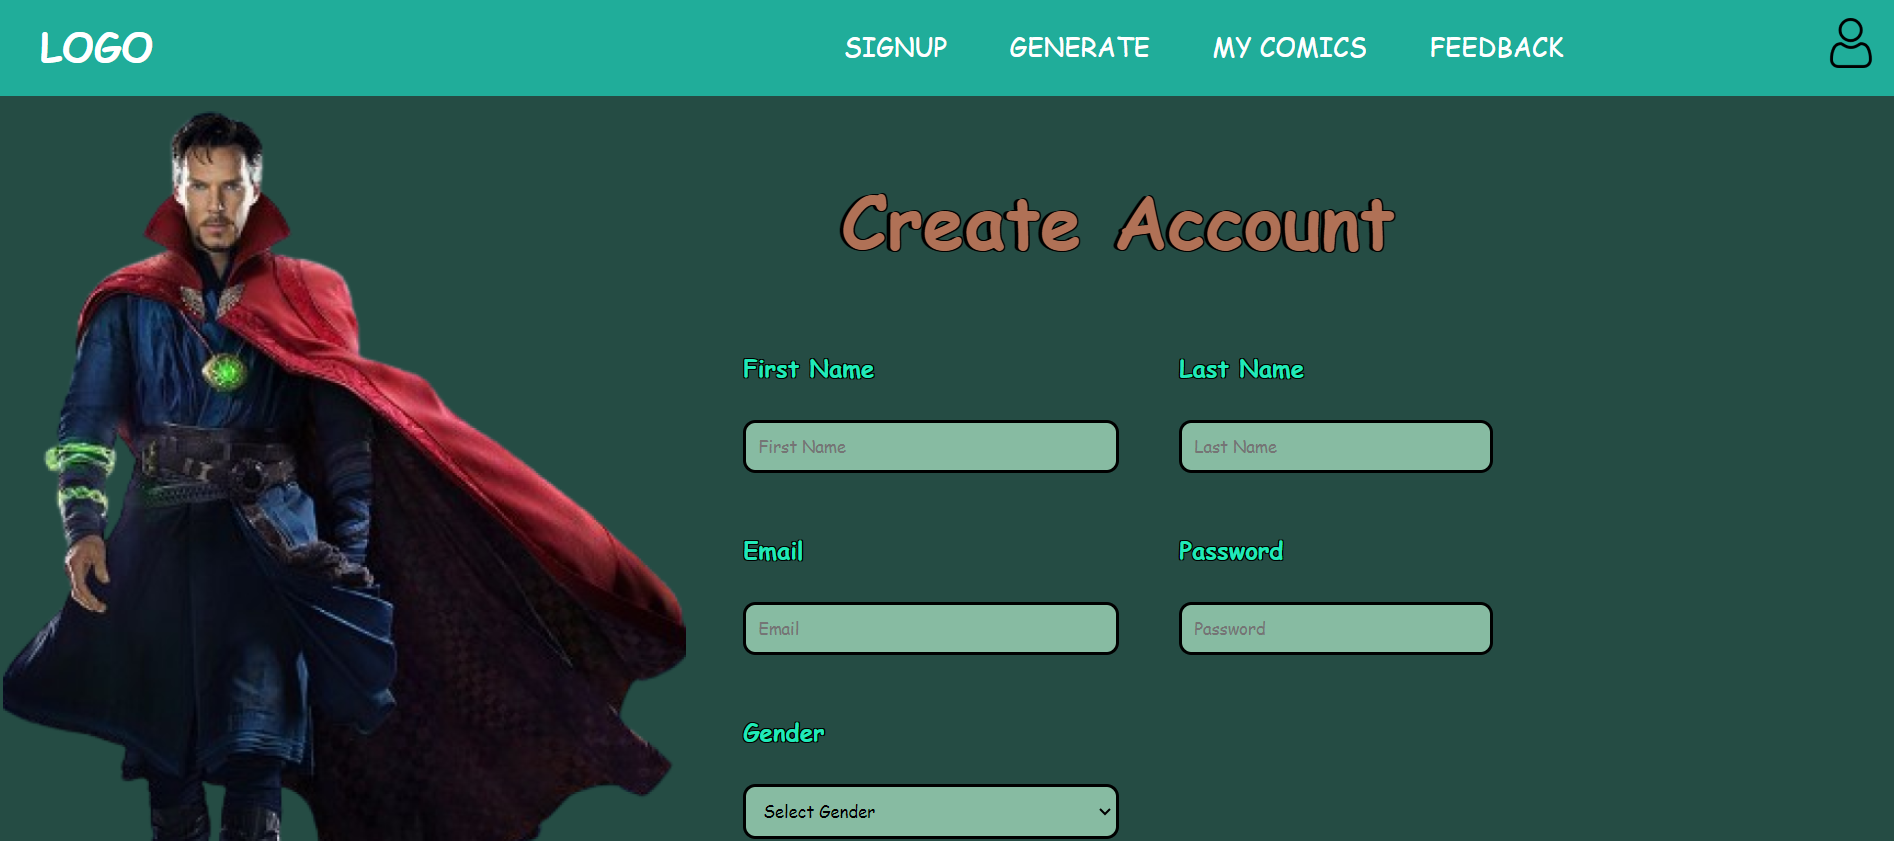 LOGO SIGNUP GENERATE MY COMICS FEEDBACK
Create Account
First Name Last Name
First Name Last Name
Email Password
Email Password
Gender
Select Gender